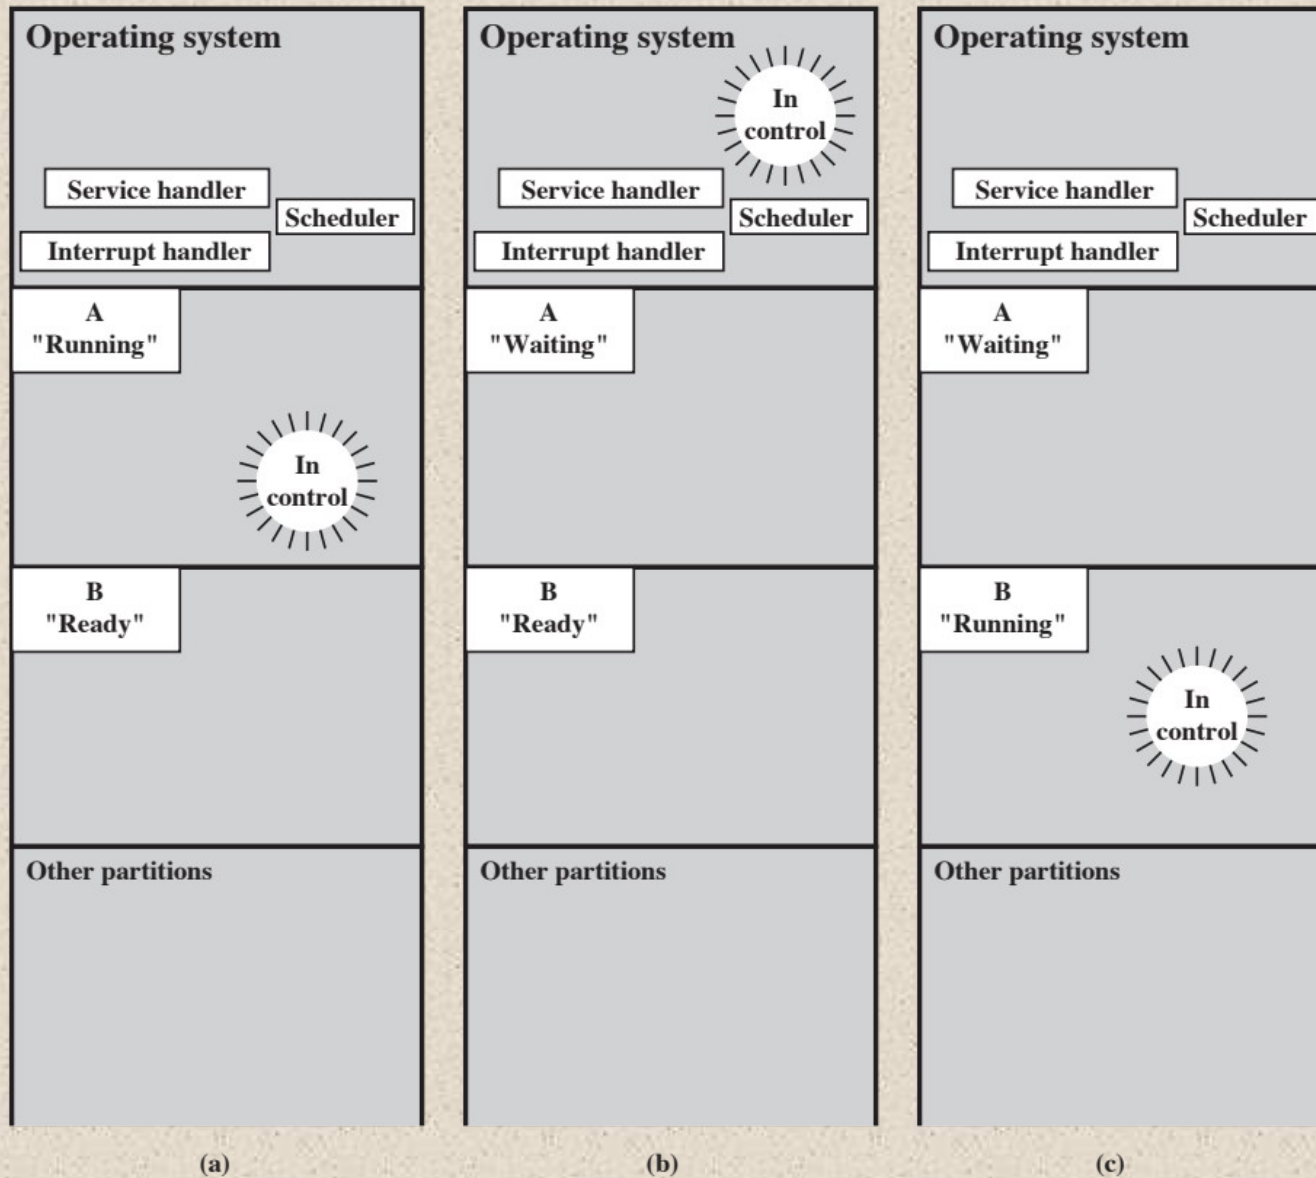 Operating system
In
control
Service handler
Scheduler
Interrupt handler
A
"Running"
In
control
B
"Ready"
Other partitions
(a)
Operating system
In
control
Service handler
Scheduler
Interrupt handler
A
"Waiting"
B
"Ready"
Other partitions
(b)
Operating system
Service handler
Scheduler
Interrupt handler
A
"Waiting"
B
"Running"
In
control
Other partitions
(c)